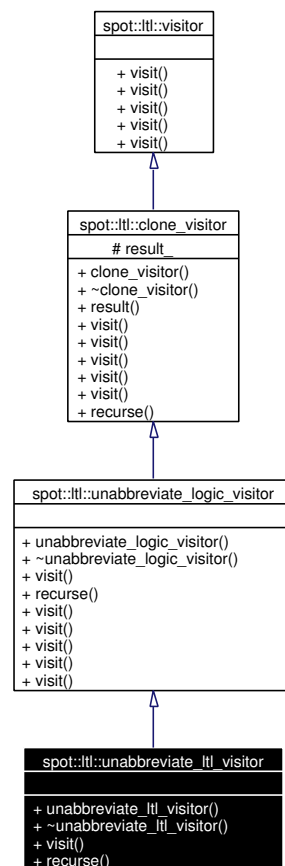 spot::ltl::visitor
+ visit()
+ visit()
+ visit()
+ visit()
+ visit()
spot::ltl::clone_visitor
# result_
+ clone_visitor()
+ ~clone_visitor()
+ result()
+ visit()
+ visit()
+ visit()
+ visit()
+ visit()
+ recurse()
spot::ltl::unabbreviate_logic_visitor
+ unabbreviate_logic_visitor()
+ ~unabbreviate_logic_visitor()
+ visit()
+ recurse()
+ visit()
+ visit()
+ visit()
+ visit()
+ visit()
spot::ltl::unabbreviate_ltl_visitor
+ unabbreviate_ltl_visitor()
+ ~unabbreviate_ltl_visitor()
+ visit()
+ recurse()